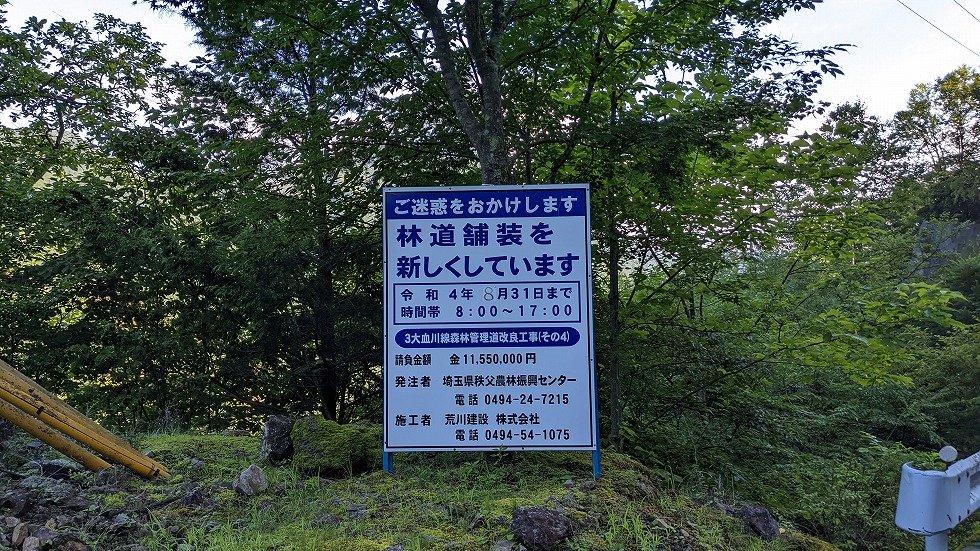 ご迷惑をおかけします
林道舗装を
新しくしています
令和 4年 8月31日まで
時間帯 8:00〜17:00
3大血川線森林管理道改良工事(その4)
請負金額 金11,550,000円
発注者 埼玉県秩父農林振興センター
電話 0494-24-7215
施工者 荒川建設 株式会社
電話 0494-54-1075